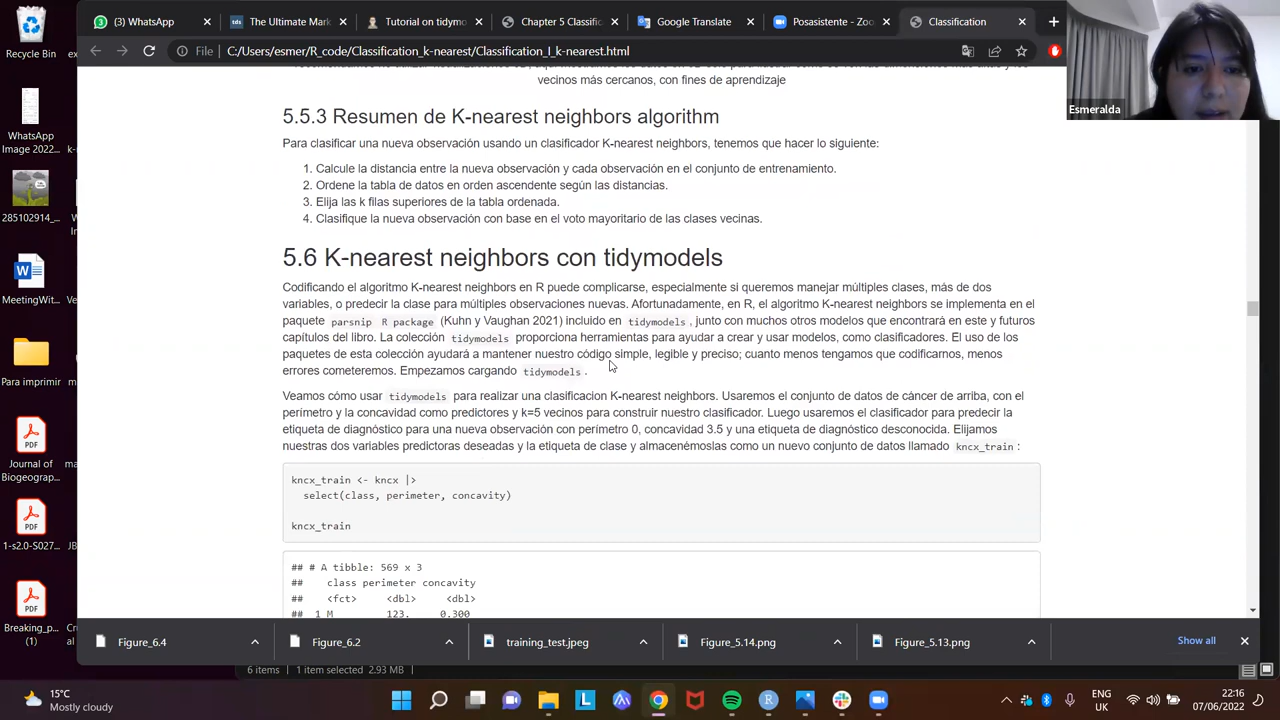 (3) WhatsApp
The Ultimate Mark
Tutorial on tidymo
Chapter 5 Classific
Google Translate
Posasistente - Zoo
Classification
File
C:/Users/esmer/R_code/Classification_k-nearest/Classification_I_k-nearest.html
Esmeralda
Recycle Bin
WhatsApp
Image 2022...
285102914_...
MeetingWit...
Para imprimir
Journal of
Biogeograp...
1-s2.0-S027...
Breaking_p...
(1)
vecinos más cercanos, con fines de aprendizaje
5.5.3 Resumen de K-nearest neighbors algorithm
Para clasificar una nueva observación usando un clasificador K-nearest neighbors, tenemos que hacer lo siguiente:
1. Calcule la distancia entre la nueva observación y cada observación en el conjunto de entrenamiento.
2. Ordene la tabla de datos en orden ascendente según las distancias.
3. Elija las k filas superiores de la tabla ordenada.
4. Clasifique la nueva observación con base en el voto mayoritario de las clases vecinas.
5.6 K-nearest neighbors con tidymodels
Codificando el algoritmo K-nearest neighbors en R puede complicarse, especialmente si queremos manejar múltiples clases, más de dos
variables, o predecir la clase para múltiples observaciones nuevas. Afortunadamente, en R, el algoritmo K-nearest neighbors se implementa en el
paquete parsnip R package (Kuhn y Vaughan 2021) incluido en tidymodels, junto con muchos otros modelos que encontrará en este y futuros
capítulos del libro. La colección tidymodels proporciona herramientas para ayudar a crear y usar modelos, como clasificadores. El uso de los
paquetes de esta colección ayudará a mantener nuestro código simple, legible y preciso; cuanto menos tengamos que codificarnos, menos
errores cometeremos. Empezamos cargando tidymodels.
Veamos cómo usar tidymodels para realizar una clasificacion K-nearest neighbors. Usaremos el conjunto de datos de cáncer de arriba, con el
perímetro y la concavidad como predictores y k=5 vecinos para construir nuestro clasificador. Luego usaremos el clasificador para predecir la
etiqueta de diagnóstico para una nueva observación con perímetro 0, concavidad 3.5 y una etiqueta de diagnóstico desconocida. Elijamos
nuestras dos variables predictoras deseadas y la etiqueta de clase y almacenémoslas como un nuevo conjunto de datos llamado kncx_train :
kncx_train <- kncx |>
select(class, perimeter, concavity)
kncx_train
## # A tibble: 569 x 3
## class perimeter concavity
## <fct> <dbl> <dbl>
## 1 M 123. 0.300
Figure_6.4
Figure_6.2
training_test.jpeg
Figure_5.14.png
Figure_5.13.png
Show all
6 items
1 item selected 2.93 MB
15°C
Mostly cloudy
ENG
UK
22:16
07/06/2022